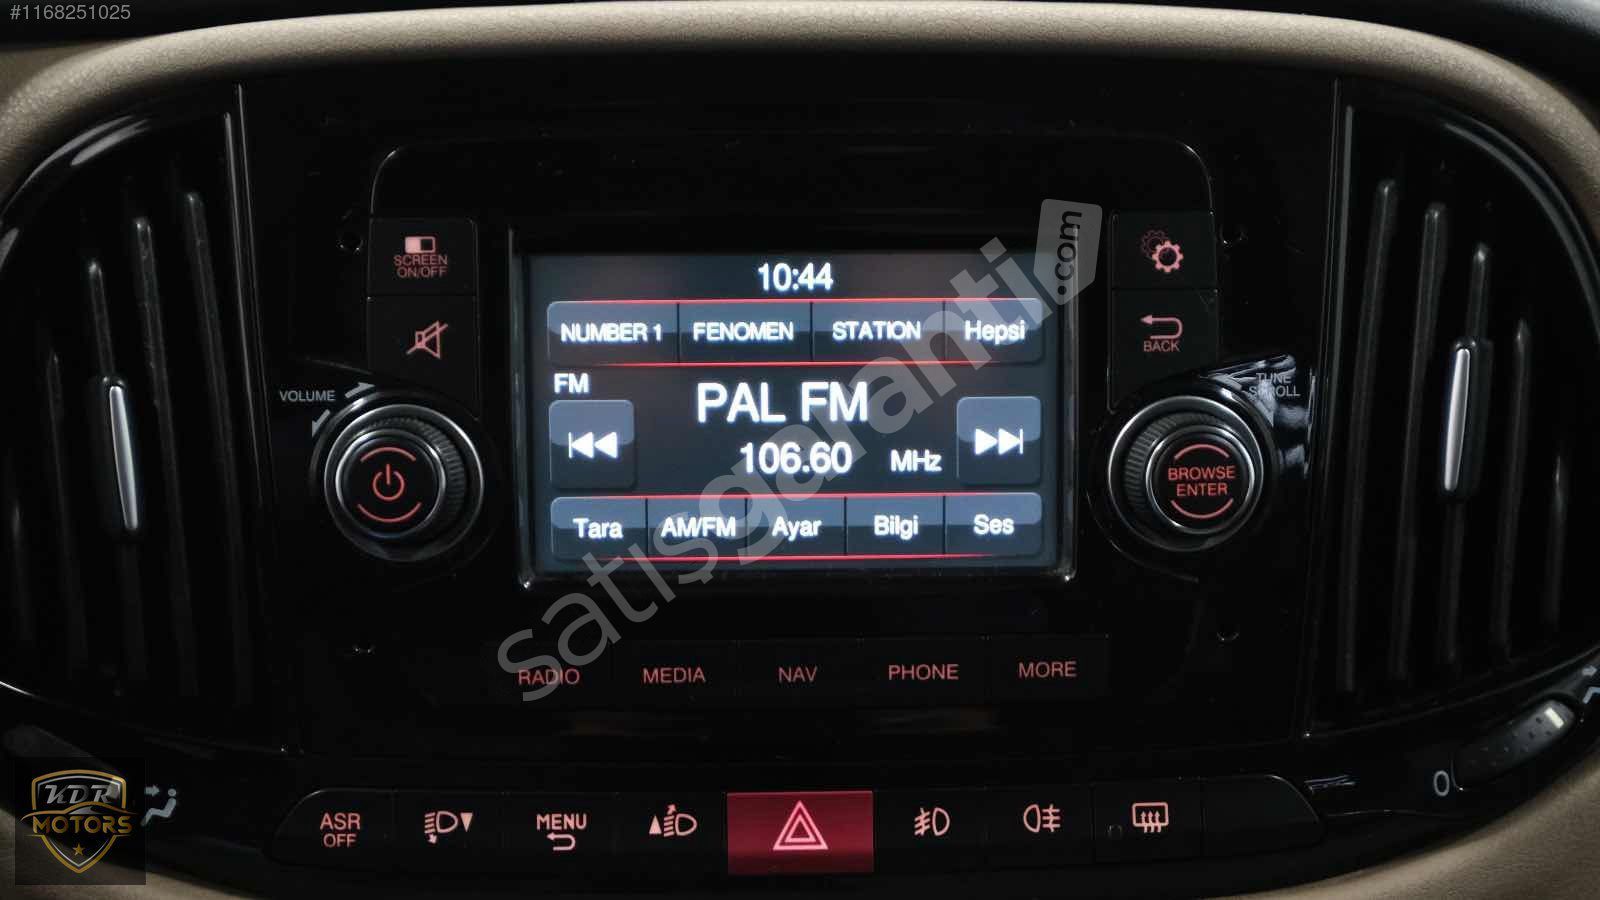 #1168251025
SCREEN
ON/OFF
VOLUME
10:44
NUMBER 1 FENOMEN STATION Hepsi
FM
PAL FM
106.60 MHz
Tara AM/FM Ayar Bilgi Ses
BACK
TUNE
SCROLL
BROWSE
ENTER
satışgaranti.com
RADIO MEDIA NAV PHONE MORE
0
ASR
OFF
MENU
KDR
MOTORS